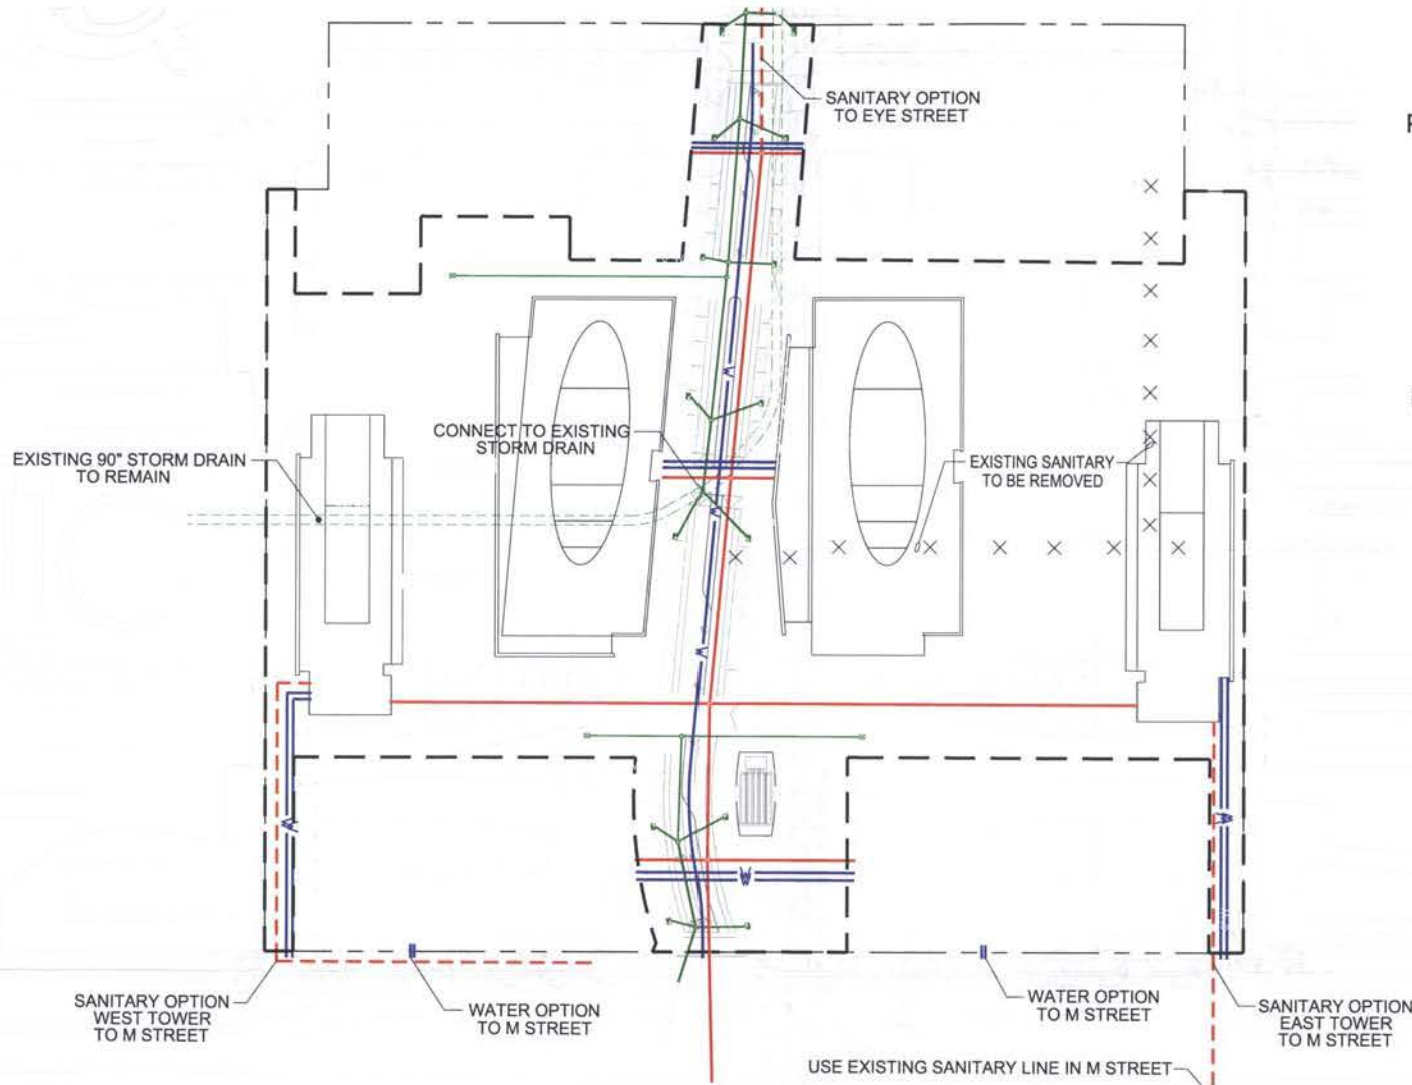 SANITARY OPTION
TO EYE STREET
W
CONNECT TO EXISTING
STORM DRAIN
EXISTING 90" STORM DRAIN
TO REMAIN
EXISTING SANITARY
TO BE REMOVED
W
W
W
W
W
SANITARY OPTION
WEST TOWER
TO M STREET
WATER OPTION
TO M STREET
WATER OPTION
TO M STREET
SANITARY OPTION
EAST TOWER
TO M STREET
USE EXISTING SANITARY LINE IN M STREET